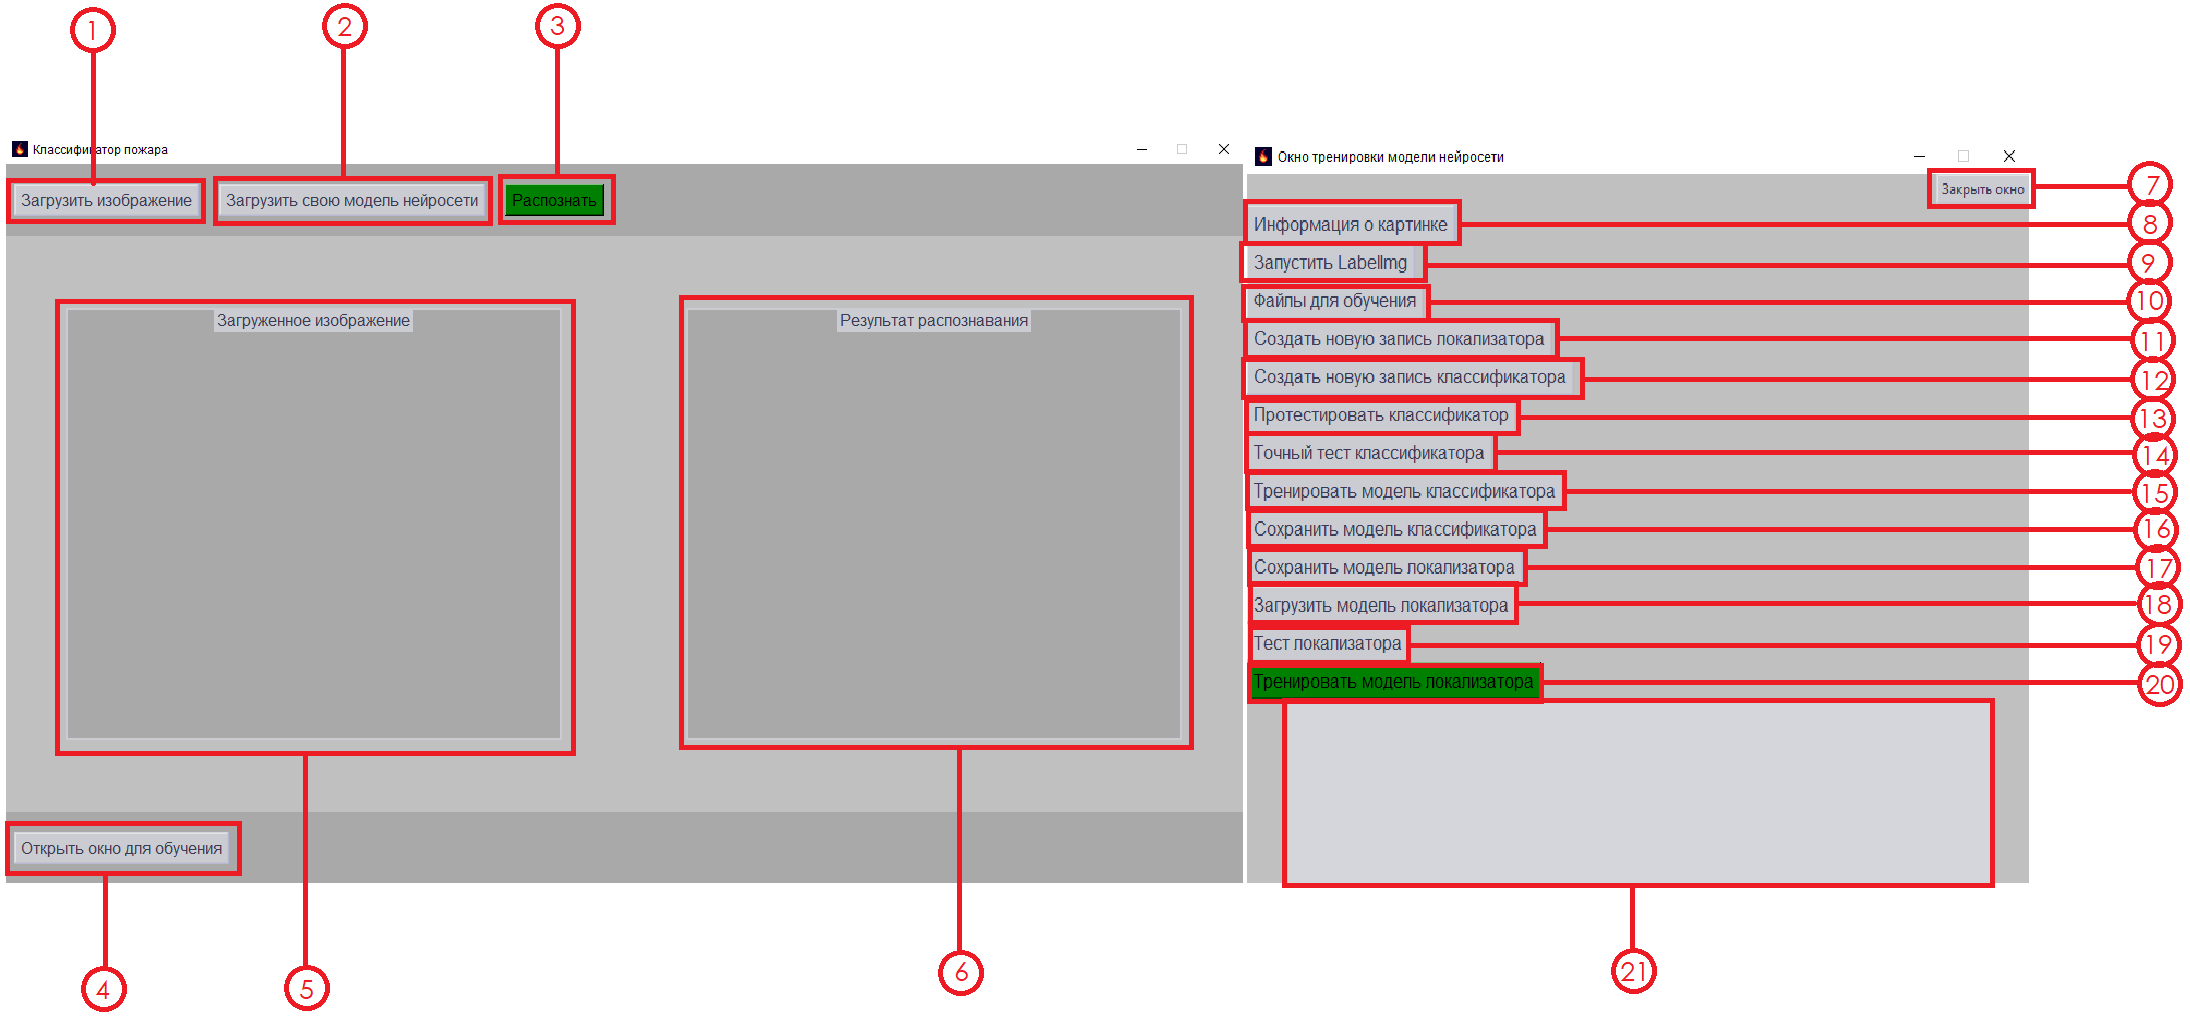 1
2
3
Классификатор пожара
Загрузить изображение
Загрузить свою модель нейросети
Распознать
Загруженное изображение
Результат распознавания
Открыть окно для обучения
4
5
6
Окно тренировки модели нейросети
Закрыть окно
7
Информация о картинке
8
Запустить LabelImg
9
Файлы для обучения
10
Создать новую запись локализатора
11
Создать новую запись классификатора
12
Протестировать классификатор
13
Точный тест классификатора
14
Тренировать модель классификатора
15
Сохранить модель классификатора
16
Сохранить модель локализатора
17
Загрузить модель локализатора
18
Тест локализатора
19
Тренировать модель локализатора
20
21